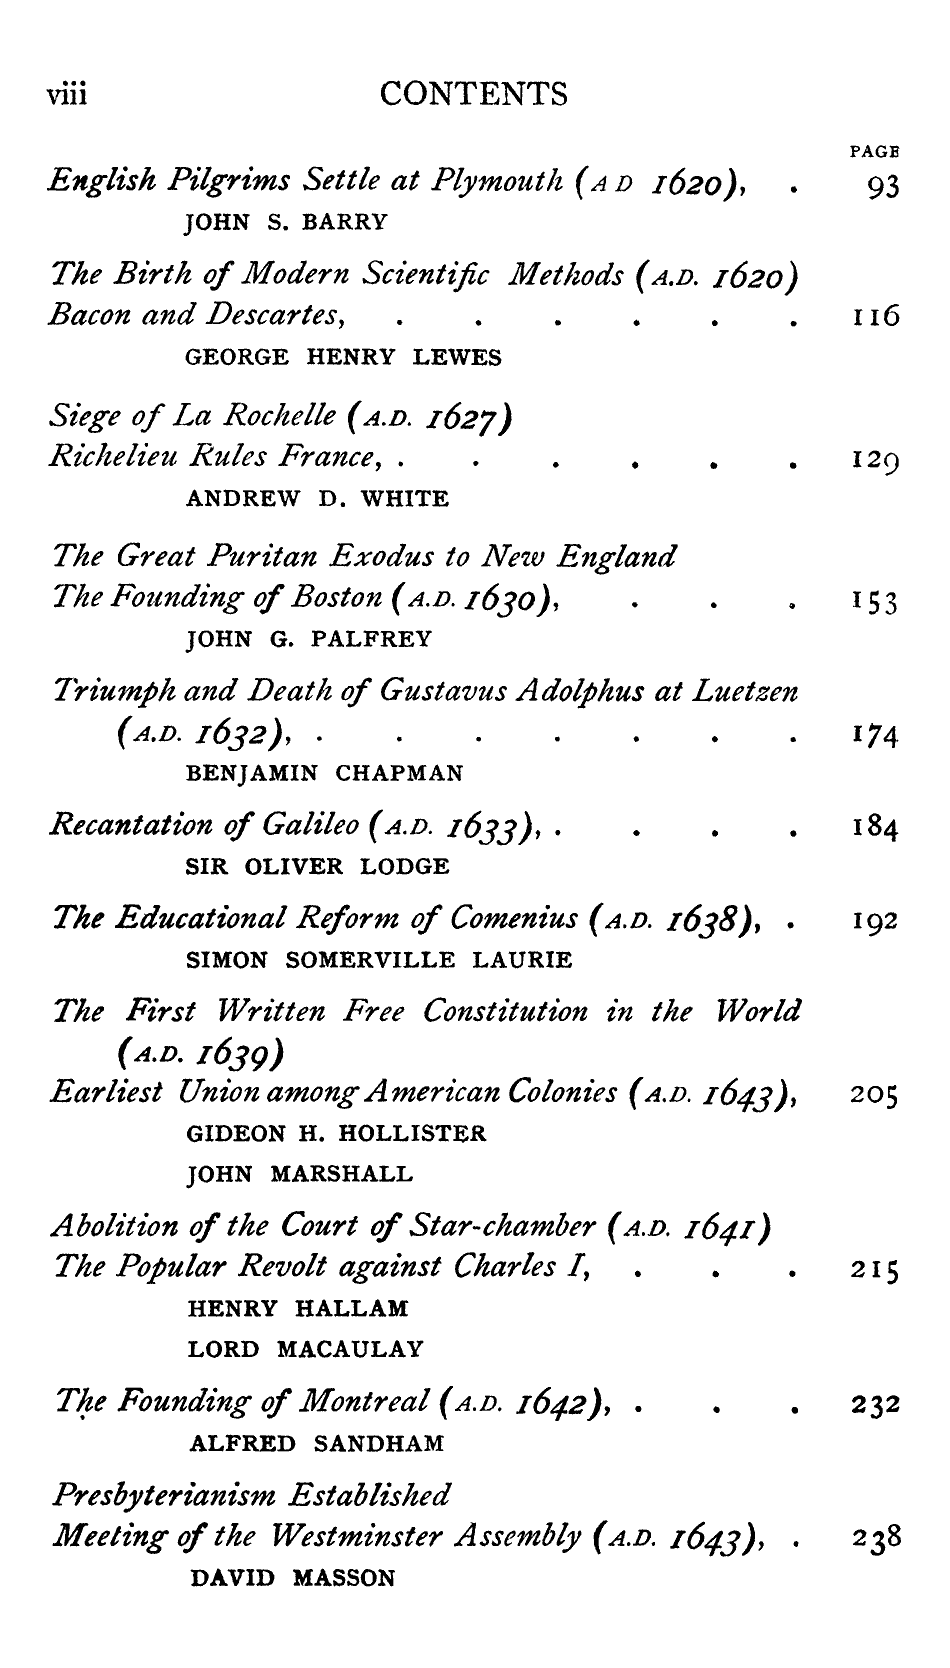 viii CONTENTS
PAGE
English Pilgrims Settle at Plymouth (A D 1620), . 93
JOHN S. BARRY
The Birth of Modern Scientific Methods (A.D. 1620)
Bacon and Descartes, . . . . . . 116
GEORGE HENRY LEWES
Siege of La Rochelle (A.D. 1627)
Richelieu Rules France, . . . . . . 129
ANDREW D. WHITE
The Great Puritan Exodus to New England
The Founding of Boston (A.D. 1630), . . . 153
JOHN G. PALFREY
Triumph and Death of Gustavus Adolphus at Luetzen
(A.D. 1632), . . . . . . . 174
BENJAMIN CHAPMAN
Recantation of Galileo (A.D. 1633), . . . . 184
SIR OLIVER LODGE
The Educational Reform of Comenius (A.D. 1638), . 192
SIMON SOMERVILLE LAURIE
The First Written Free Constitution in the World
(A.D. 1639)
Earliest Union among American Colonies (A.D. 1643), 205
GIDEON H. HOLLISTER
JOHN MARSHALL
Abolition of the Court of Star-chamber (A.D. 1641)
The Popular Revolt against Charles I, . . . 215
HENRY HALLAM
LORD MACAULAY
The Founding of Montreal (A.D. 1642), . . . 232
ALFRED SANDHAM
Presbyterianism Established
Meeting of the Westminster Assembly (A.D. 1643), . 238
DAVID MASSON